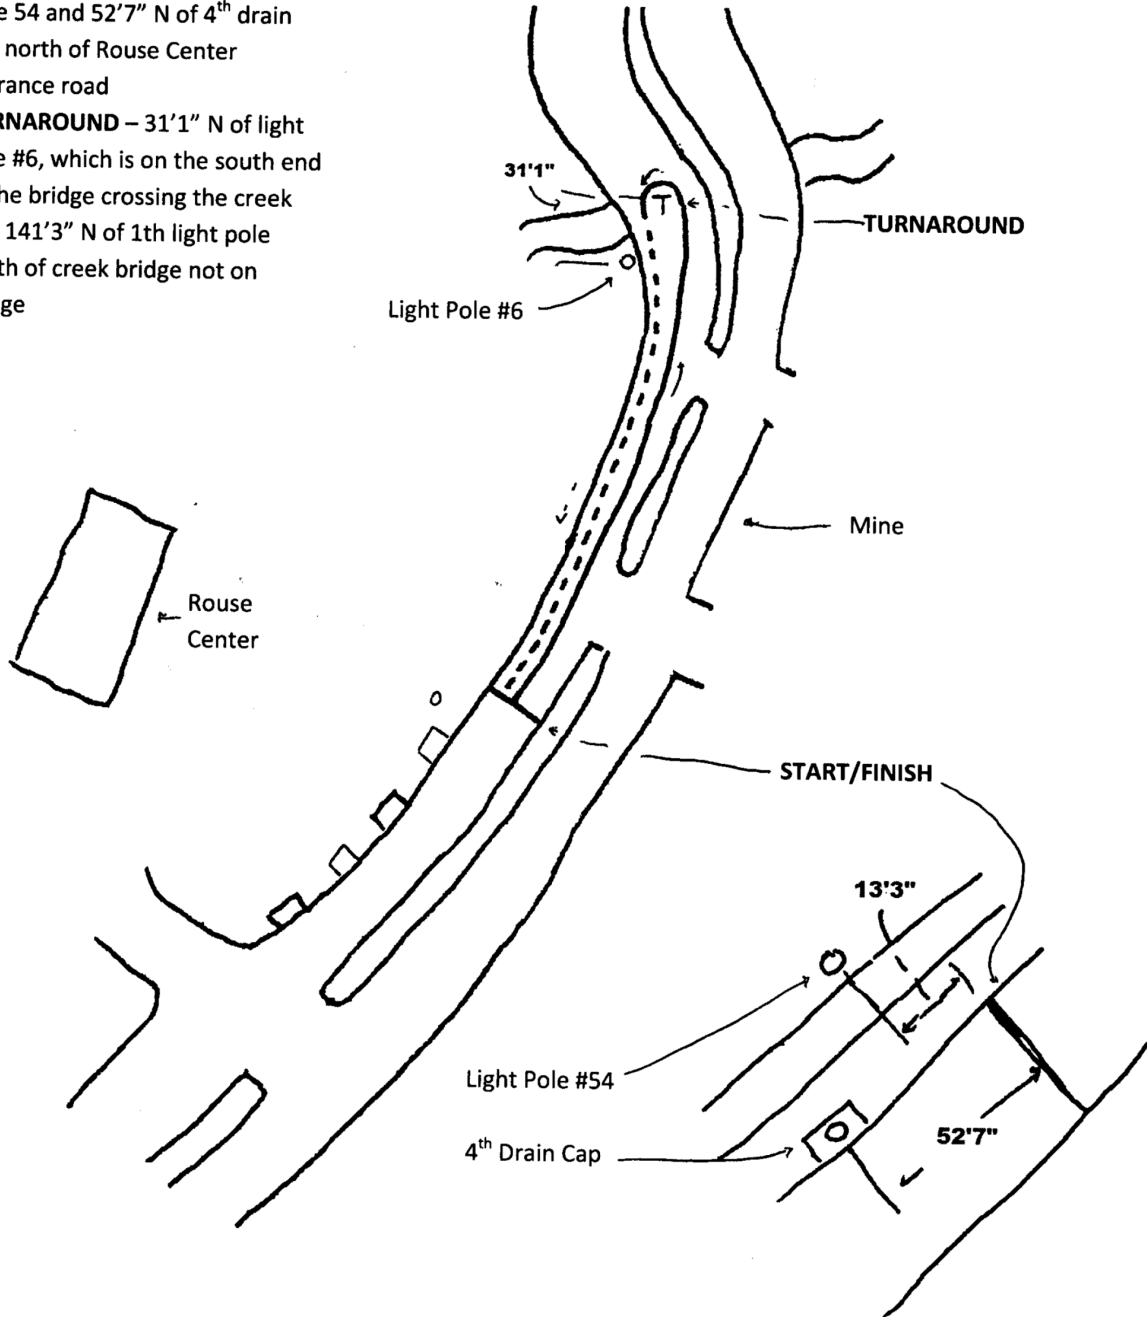 e 54 and 52'7" N of 4th drain
north of Rouse Center
rance road
RNAROUND – 31'1" N of light
e #6, which is on the south end
he bridge crossing the creek
141'3" N of 1th light pole
th of creek bridge not on
ge
31'1"
T
TURNAROUND
Light Pole #6
Mine
Rouse
Center
START/FINISH
13'3"
Light Pole #54
52'7"
4th Drain Cap